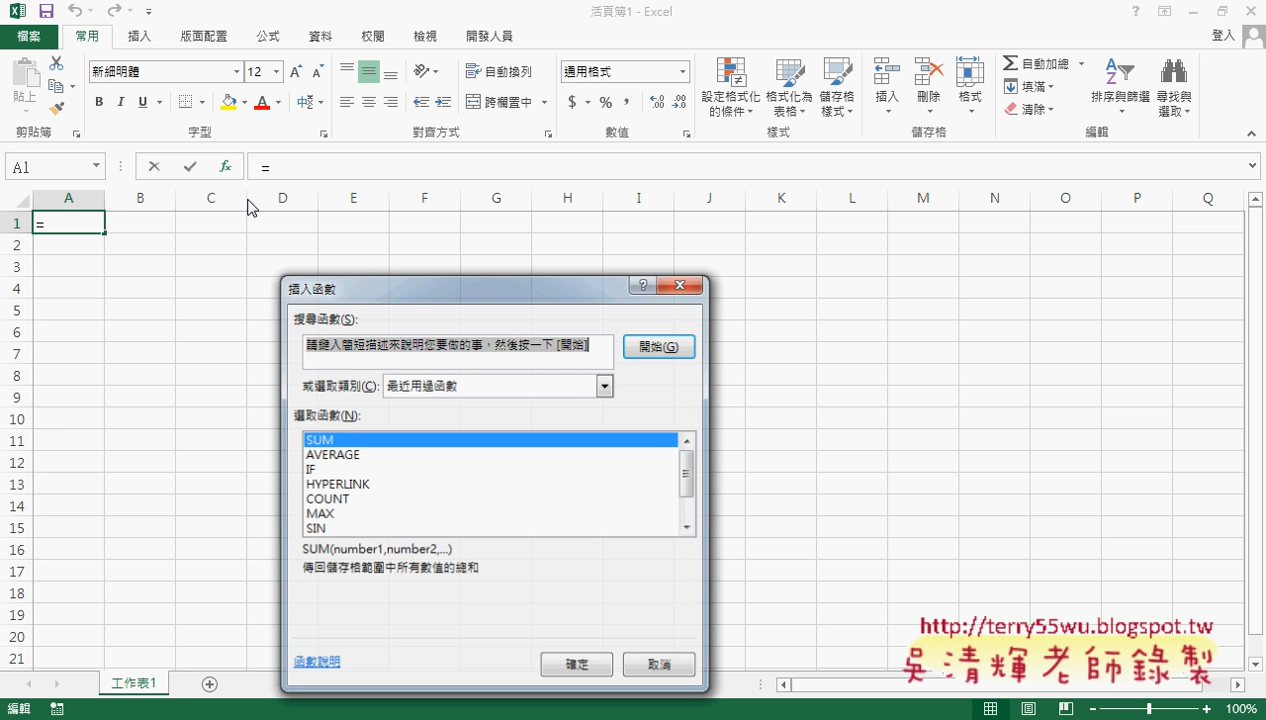 活頁簿1 - Excel
檔案 常用 插入 版面配置 公式 資料 校閱 檢視 開發人員 登入
新細明體 12 自動換列 通用格式 自動加總
填滿
貼上 B I U 跨欄置中 $ % 設定格式化的條件 格式化為表格 儲存格樣式 插入 刪除 格式 清除 排序與篩選 尋找與選取
剪貼簿 字型 對齊方式 數值 樣式 儲存格 編輯
A1 fx =
A B C D E F G H I J K L M N O P Q
1 =
2
3
4
5
6
7
8
9
10
11
12
13
14
15
16
17
18
19
20
21
插入函數
搜尋函數(S):
請鍵入簡短描述來說明您要做的事，然後按一下 [開始]
開始(G)
或選取類別(C): 最近用過函數
選取函數(N):
SUM
AVERAGE
IF
HYPERLINK
COUNT
MAX
SIN
SUM(number1,number2,...)
傳回儲存格範圍中所有數值的總和
函數說明 確定 取消
http://terry55wu.blogspot.tw
吳清輝老師錄製
工作表1
編輯 100%